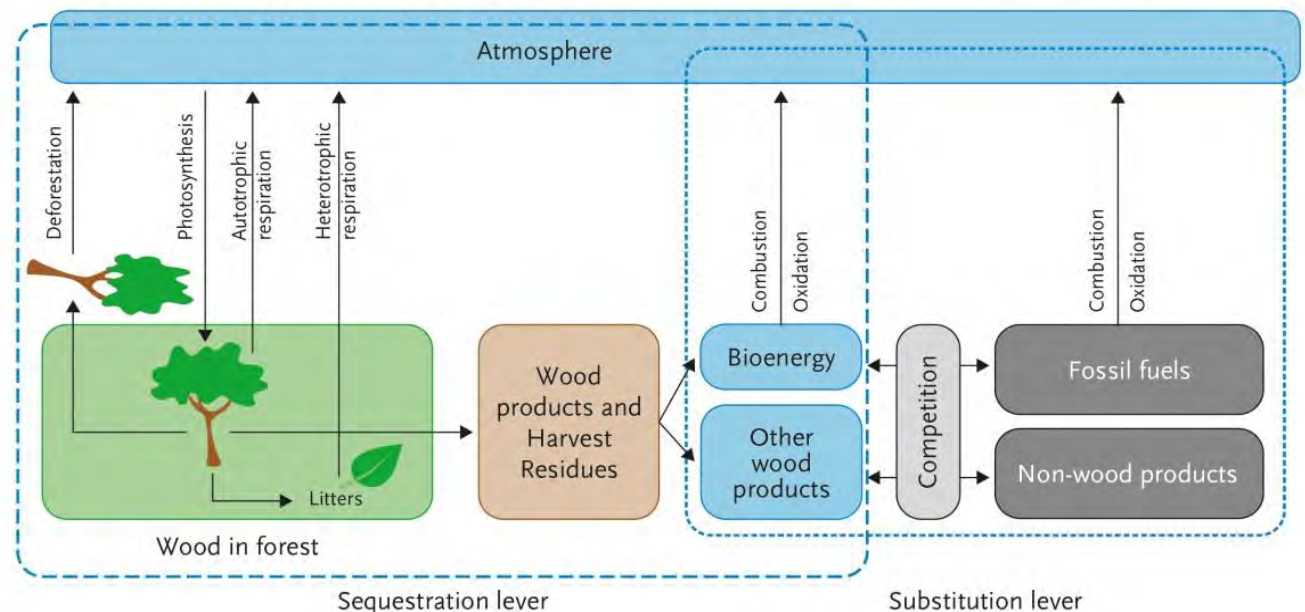 Atmosphere
Deforestation
Photosynthesis
Autotrophic
respiration
Heterotrophic
respiration
Combustion
Oxidation
Combustion
Oxidation
Wood
products and
Harvest
Residues
Bioenergy
Other
wood
products
Competition
Fossil fuels
Non-wood products
Litters
Wood in forest
Sequestration lever
Substitution lever